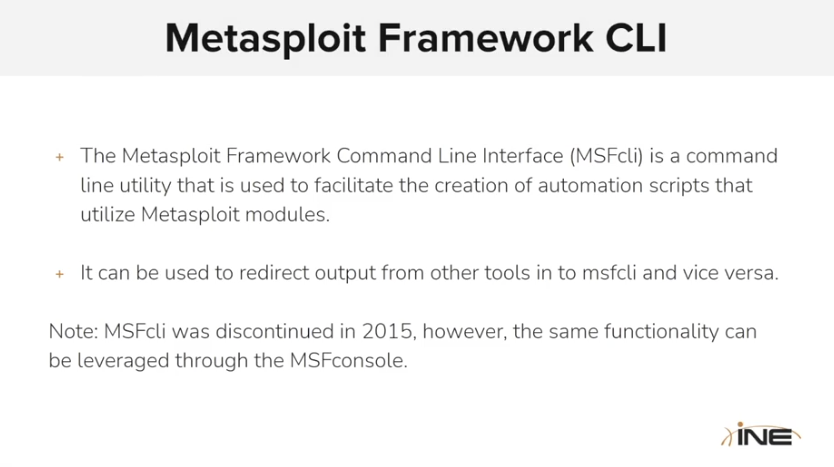 Metasploit Framework CLI
+ The Metasploit Framework Command Line Interface (MSFcli) is a command
line utility that is used to facilitate the creation of automation scripts that
utilize Metasploit modules.
+ It can be used to redirect output from other tools in to msfcli and vice versa.
Note: MSFcli was discontinued in 2015, however, the same functionality can
be leveraged through the MSFconsole.
iNE